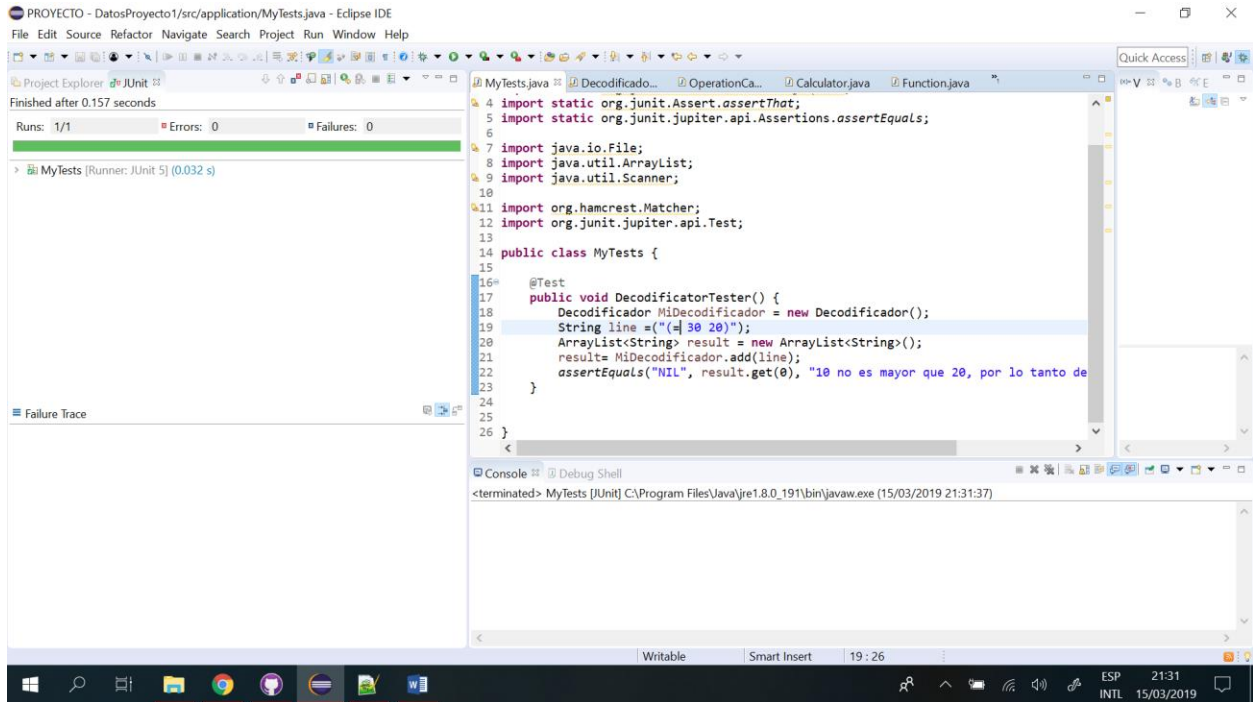 PROYECTO - DatosProyecto1/src/application/MyTests.java - Eclipse IDE
File Edit Source Refactor Navigate Search Project Run Window Help
Quick Access
Project Explorer JUnit
Finished after 0.157 seconds
Runs: 1/1 Errors: 0 Failures: 0
MyTests [Runner: JUnit 5] (0.032 s)
Failure Trace
MyTests.java Decodificado... OperationCa... Calculator.java Function.java
4 import static org.junit.Assert.assertThat;
5 import static org.junit.jupiter.api.Assertions.assertEquals;
6
7 import java.io.File;
8 import java.util.ArrayList;
9 import java.util.Scanner;
10
11 import org.hamcrest.Matcher;
12 import org.junit.jupiter.api.Test;
13
14 public class MyTests {
15
16 @Test
17 public void DecodificatorTester() {
18 Decodificador MiDecodificador = new Decodificador();
19 String line =("(= 30 20)");
20 ArrayList<String> result = new ArrayList<String>();
21 result= MiDecodificador.add(line);
22 assertEquals("NIL", result.get(0), "10 no es mayor que 20, por lo tanto de
23 }
24
25
26 }
V B E
Console Debug Shell
<terminated> MyTests [JUnit] C:\Program Files\Java\jre1.8.0_191\bin\javaw.exe (15/03/2019 21:31:37)
Writable Smart Insert 19 : 26
ESP 21:31
INTL 15/03/2019